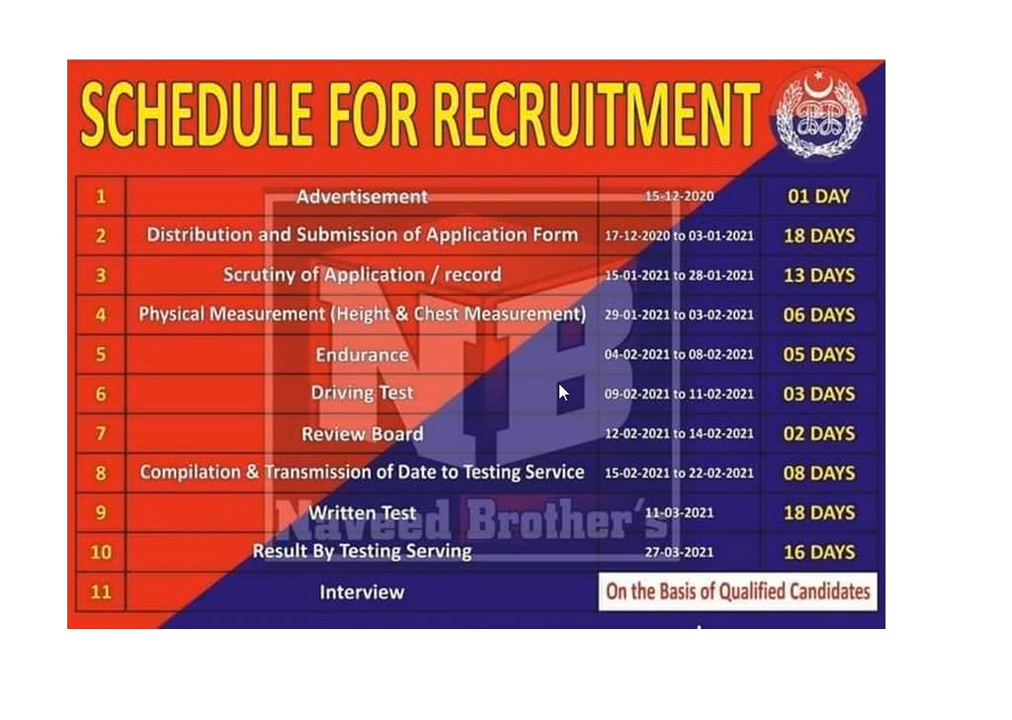 SCHEDULE FOR RECRUITMENT
1 Advertisement 15-12-2020 01 DAY
2 Distribution and Submission of Application Form 17-12-2020 to 03-01-2021 18 DAYS
3 Scrutiny of Application / record 15-01-2021 to 28-01-2021 13 DAYS
4 Physical Measurement (Height & Chest Measurement) 29-01-2021 to 03-02-2021 06 DAYS
5 Endurance 04-02-2021 to 08-02-2021 05 DAYS
6 Driving Test 09-02-2021 to 11-02-2021 03 DAYS
7 Review Board 12-02-2021 to 14-02-2021 02 DAYS
8 Compilation & Transmission of Date to Testing Service 15-02-2021 to 22-02-2021 08 DAYS
9 Written Test 11-03-2021 18 DAYS
10 Result By Testing Serving 27-03-2021 16 DAYS
11 Interview On the Basis of Qualified Candidates
NB
Naveed Brother's